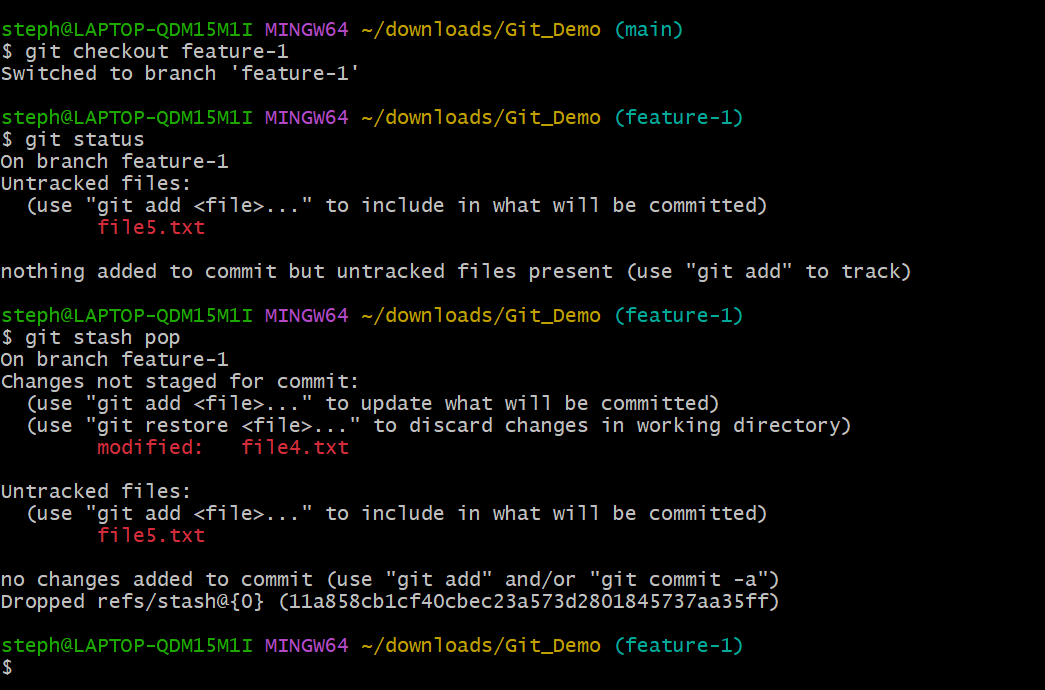 steph@LAPTOP-QDM15M1I MINGW64 ~/downloads/Git_Demo (main)
$ git checkout feature-1
Switched to branch 'feature-1'
steph@LAPTOP-QDM15M1I MINGW64 ~/downloads/Git_Demo (feature-1)
$ git status
On branch feature-1
Untracked files:
  (use "git add <file>..." to include in what will be committed)
        file5.txt
nothing added to commit but untracked files present (use "git add" to track)
steph@LAPTOP-QDM15M1I MINGW64 ~/downloads/Git_Demo (feature-1)
$ git stash pop
On branch feature-1
Changes not staged for commit:
  (use "git add <file>..." to update what will be committed)
  (use "git restore <file>..." to discard changes in working directory)
        modified:   file4.txt
Untracked files:
  (use "git add <file>..." to include in what will be committed)
        file5.txt
no changes added to commit (use "git add" and/or "git commit -a")
Dropped refs/stash@{0} (11a858cb1cf40cbec23a573d2801845737aa35ff)
steph@LAPTOP-QDM15M1I MINGW64 ~/downloads/Git_Demo (feature-1)
$